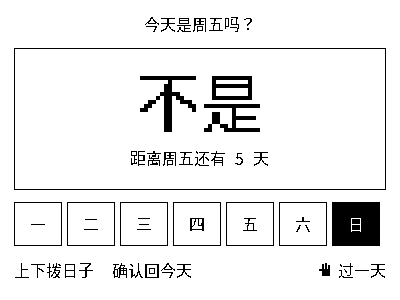 今天是周五吗？
不是
距离周五还有 5 天
一 二 三 四 五 六 日
上下拨日子 确认回今天 过一天